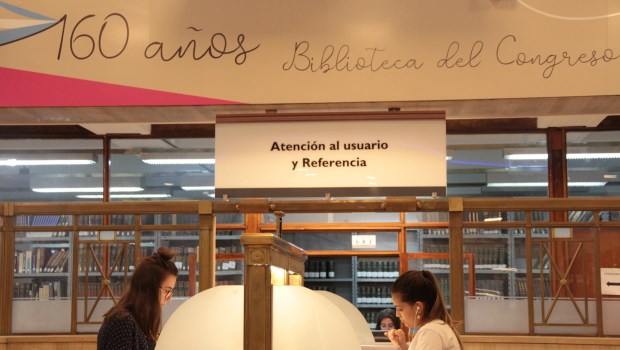 160 años
Biblioteca del Congreso
Atención al usuario
y Referencia